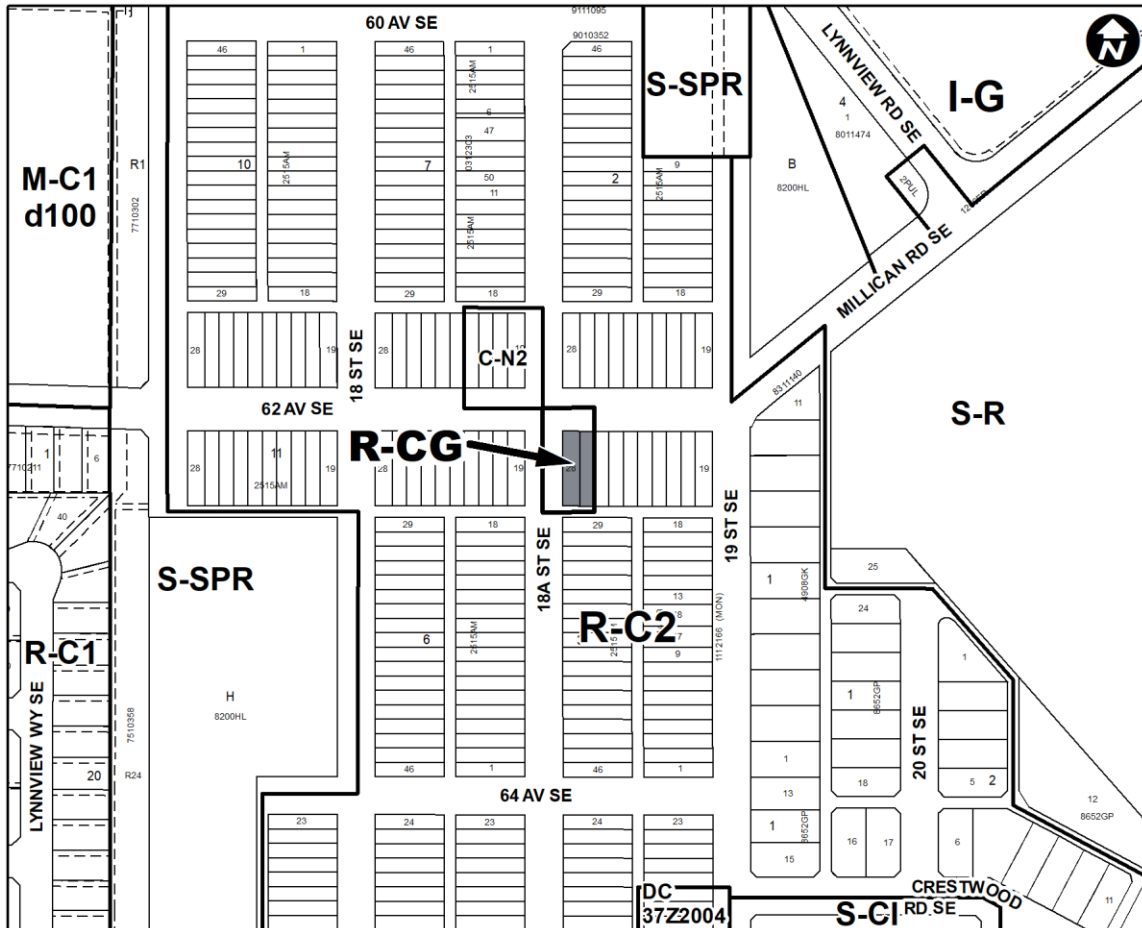 60 AV SE
9111095
9010352
N
46
1
46
1
46
S-SPR
LYNNVIEW RD SE
I-G
2515AM
4
1
8011474
6
47
0312303
M-C1
d100
R1
7710302
10
2515AM
7
50
11
2
9
2515AM
B
8200HL
2PUL
2515AM
MILLICAN RD SE
29
18
29
18
29
18
28
19
28
C-N2
28
19
18 ST SE
62 AV SE
8311140
11
S-R
R-CG
1
6
28
11
2515AM
19
28
19
28
19
40
19 ST SE
29
18
29
18
18A ST SE
S-SPR
1
4908GK
25
13
24
R-C2
R-C1
6
2515AM
9
1112166 (MON)
1
H
8200HL
1
8652GP
LYNNVIEW WY SE
7510358
20
R24
20 ST SE
46
1
46
1
1
18
5
2
12
8652GP
64 AV SE
13
23
24
23
24
23
1
8652GP
15
16
17
6
CRESTWOOD
RD SE
11
DC
37Z2004
S-CI